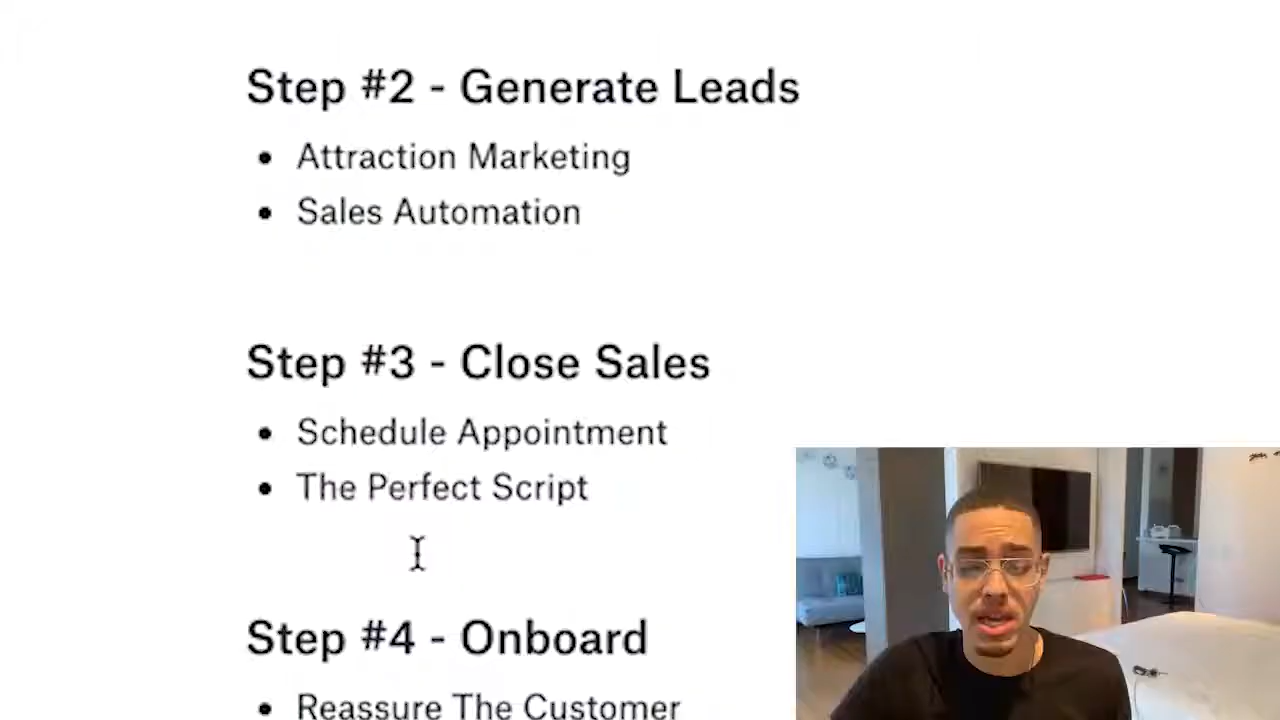 Step #2 - Generate Leads
• Attraction Marketing
• Sales Automation
Step #3 - Close Sales
• Schedule Appointment
• The Perfect Script
Step #4 - Onboard
• Reassure The Customer